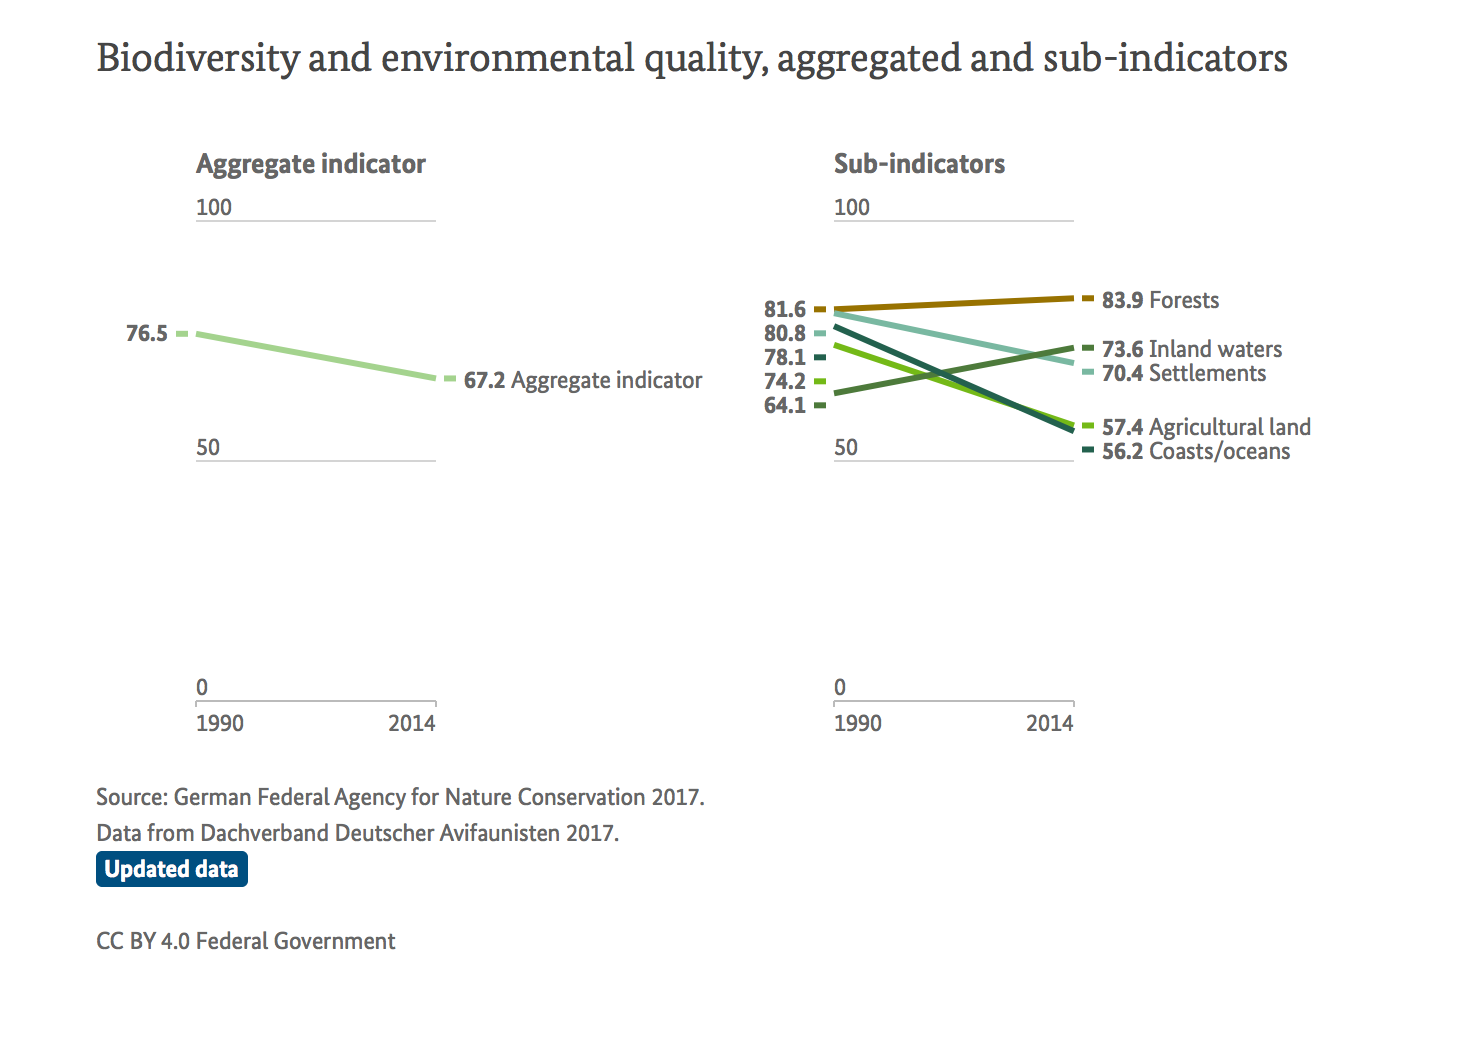 Biodiversity and environmental quality, aggregated and sub-indicators
Aggregate indicator
100
76.5
67.2 Aggregate indicator
50
0
1990 2014
Sub-indicators
100
81.6
80.8
78.1
74.2
64.1
83.9 Forests
73.6 Inland waters
70.4 Settlements
57.4 Agricultural land
56.2 Coasts/oceans
50
0
1990 2014
Source: German Federal Agency for Nature Conservation 2017.
Data from Dachverband Deutscher Avifaunisten 2017.
Updated data
CC BY 4.0 Federal Government